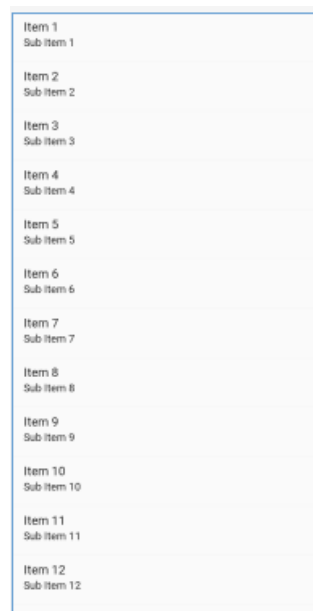 Item 1
Sub Item 1
Item 2
Sub Item 2
Item 3
Sub Item 3
Item 4
Sub Item 4
Item 5
Sub Item 5
Item 6
Sub Item 6
Item 7
Sub Item 7
Item 8
Sub Item 8
Item 9
Sub Item 9
Item 10
Sub Item 10
Item 11
Sub Item 11
Item 12
Sub Item 12